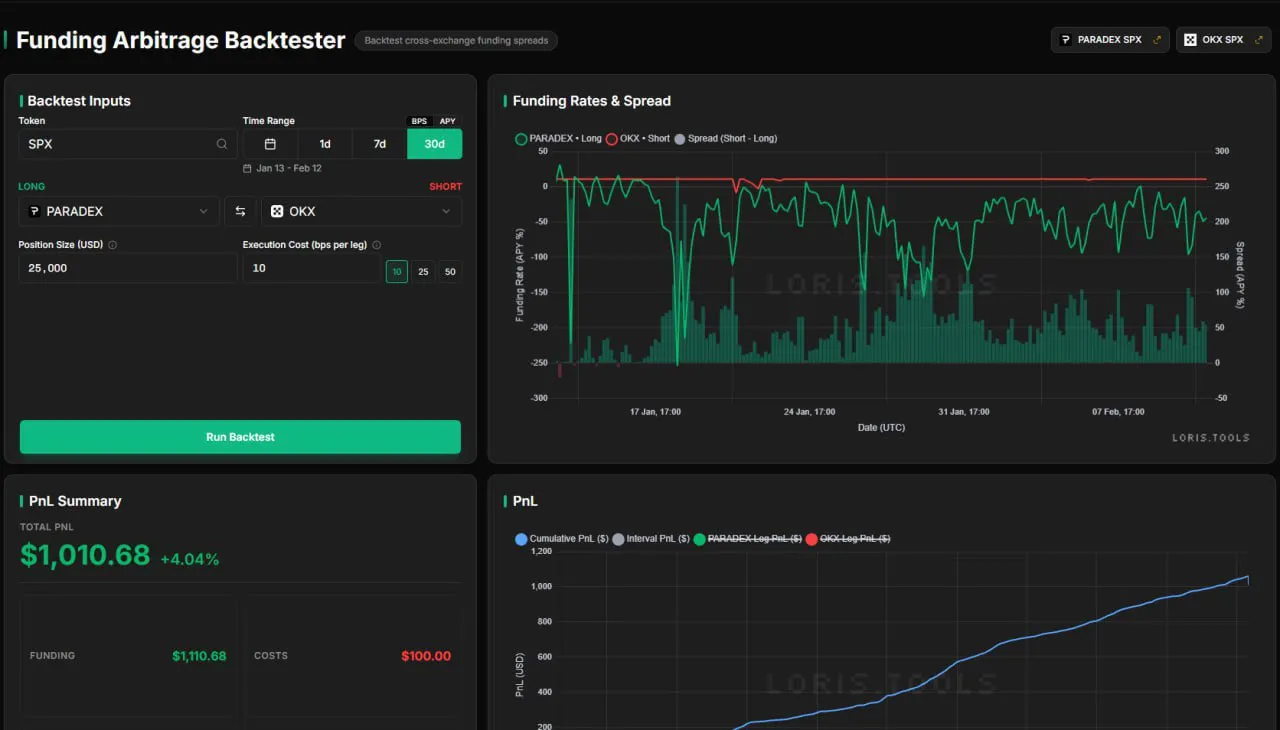 Funding Arbitrage Backtester
Backtest cross-exchange funding spreads
PARADEX SPX
OKX SPX
Backtest Inputs
Token
Time Range
BPS APY
SPX
1d 7d 30d
Jan 13 - Feb 12
LONG
SHORT
PARADEX
OKX
Position Size (USD)
Execution Cost (bps per leg)
25,000
10
10 25 50
Run Backtest
Funding Rates & Spread
PARADEX • Long OKX • Short Spread (Short - Long)
50
0
-50
-100
-150
-200
-250
-300
Funding Rate (APY %)
300
250
200
150
100
50
0
-50
Spread (APY %)
LORIS.TOOLS
17 Jan, 17:00 24 Jan, 17:00 31 Jan, 17:00 07 Feb, 17:00
Date (UTC)
LORIS.TOOLS
PnL Summary
TOTAL PNL
$1,010.68 +4.04%
FUNDING $1,110.68
COSTS $100.00
PnL
Cumulative PnL ($) Interval PnL ($) PARADEX Leg PnL ($) OKX Leg PnL ($)
1,200
1,000
800
600
400
200
PnL (USD)
LORIS.TOOLS